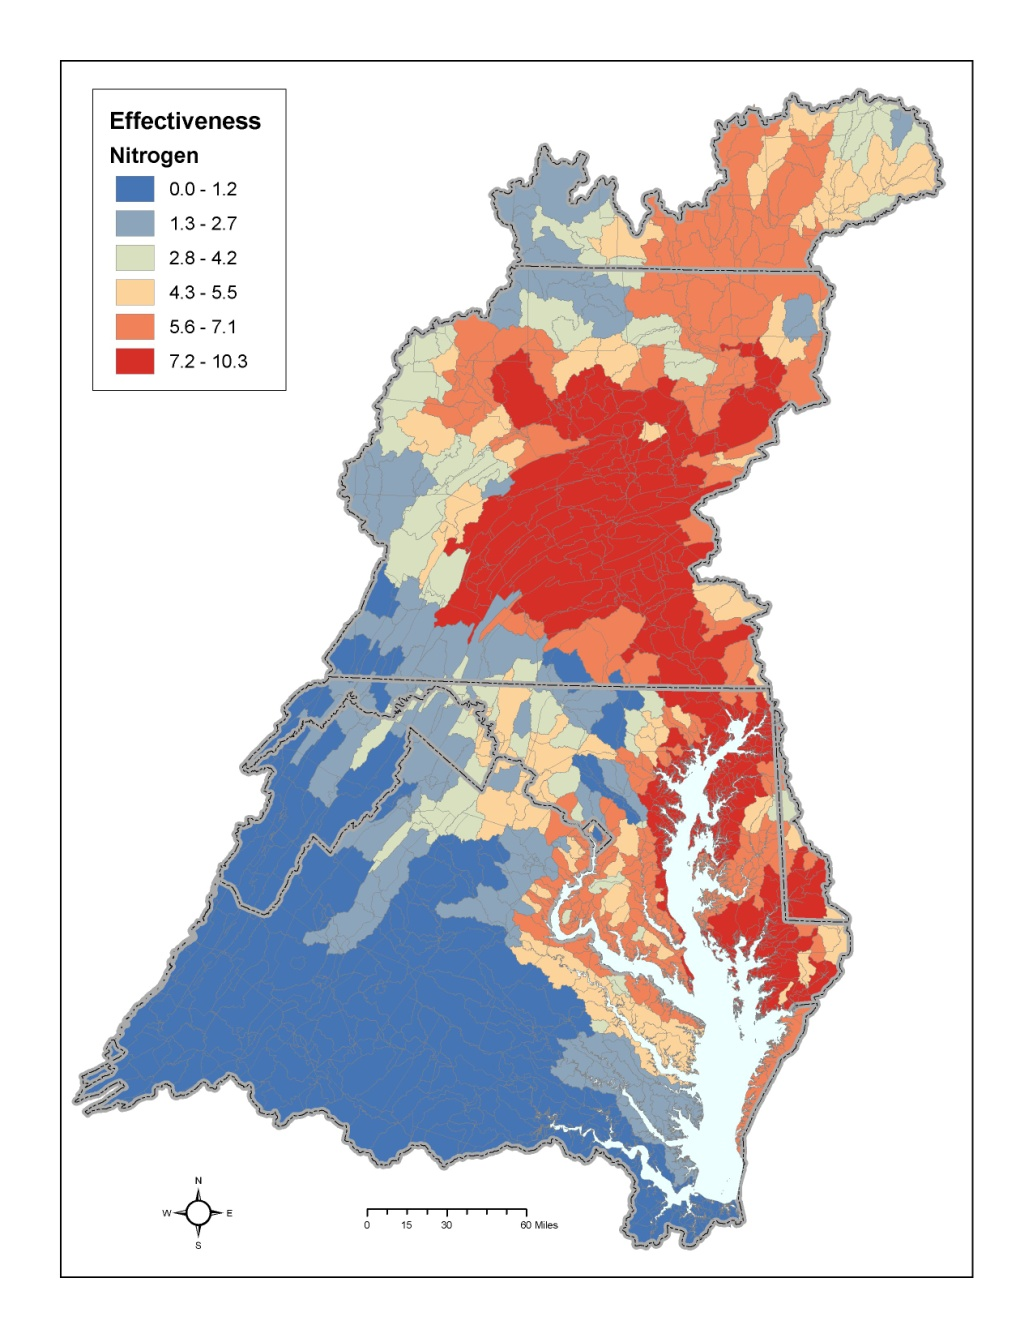 Effectiveness
Nitrogen
0.0 - 1.2
1.3 - 2.7
2.8 - 4.2
4.3 - 5.5
5.6 - 7.1
7.2 - 10.3
N
W E
S
0 15 30 60 Miles